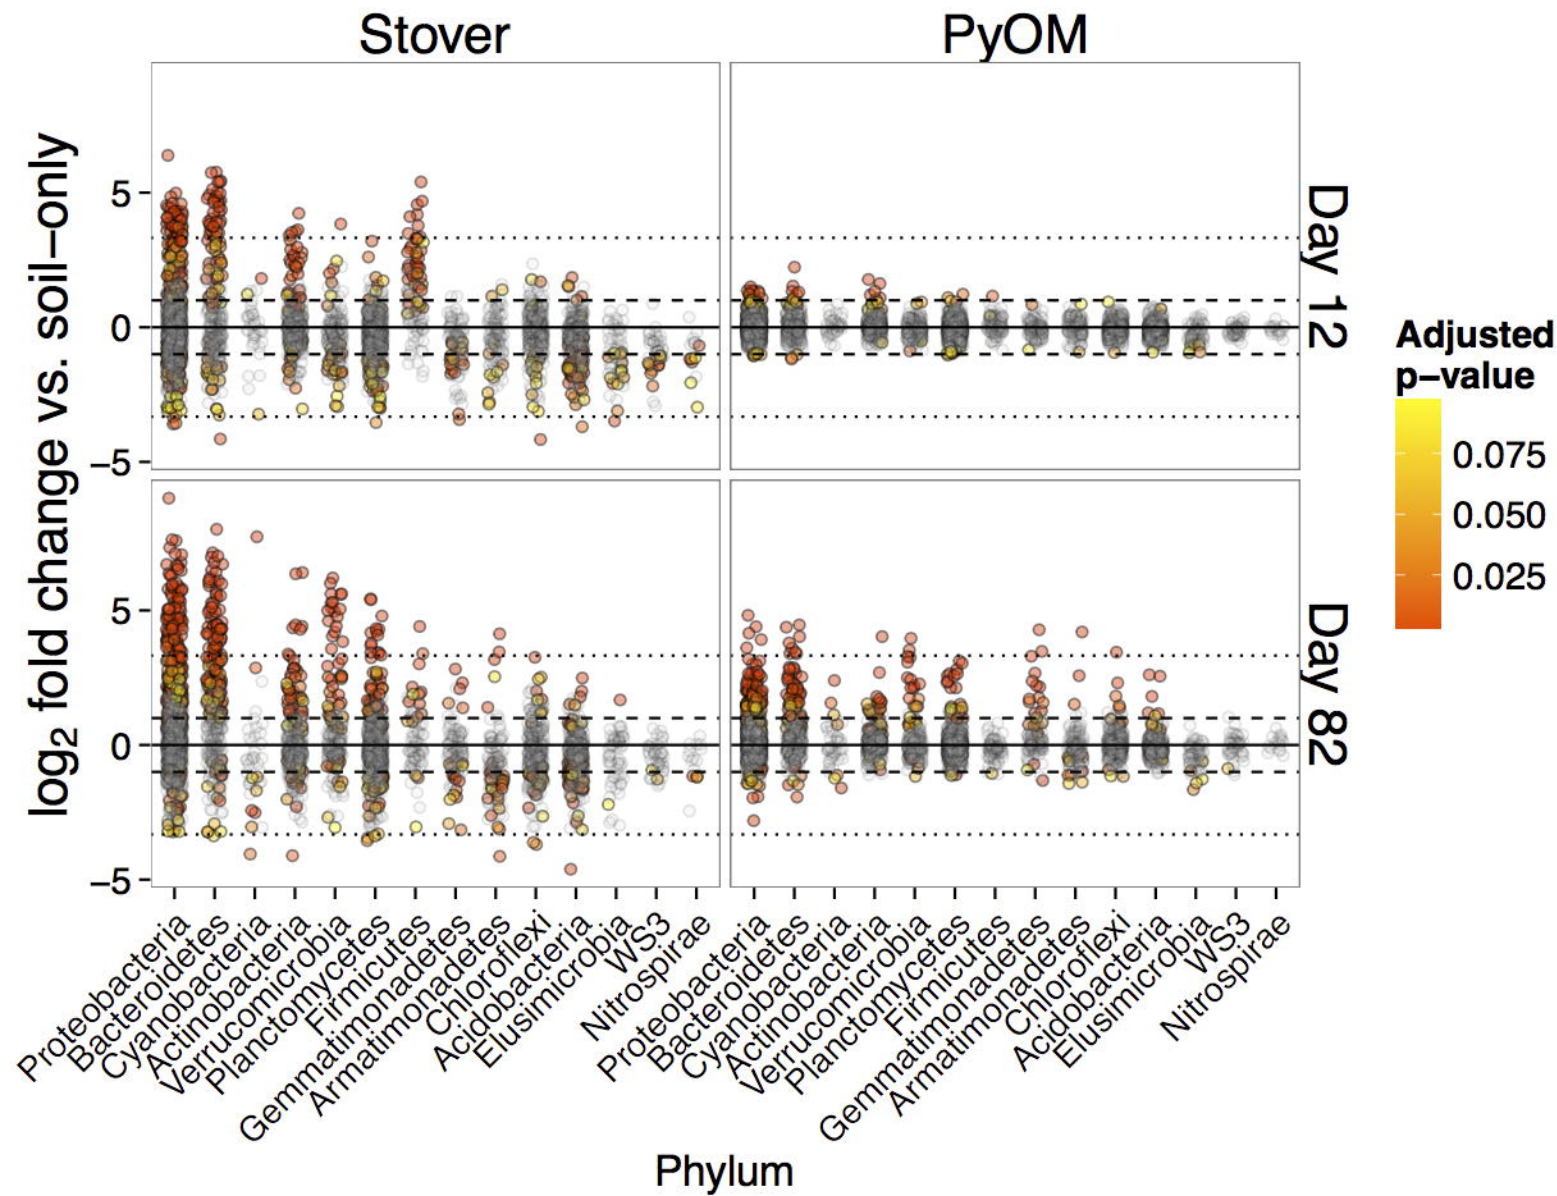 Stover
PyOM
log2 fold change vs. soil−only
5
0
−5
Day 12
5
0
−5
Day 82
Adjusted
p−value
0.075
0.050
0.025
Proteobacteria
Bacteroidetes
Cyanobacteria
Actinobacteria
Verrucomicrobia
Planctomycetes
Firmicutes
Gemmatimonadetes
Armatimonadetes
Chloroflexi
Acidobacteria
Elusimicrobia
WS3
Nitrospirae
Proteobacteria
Bacteroidetes
Cyanobacteria
Actinobacteria
Verrucomicrobia
Planctomycetes
Firmicutes
Gemmatimonadetes
Armatimonadetes
Chloroflexi
Acidobacteria
Elusimicrobia
WS3
Nitrospirae
Phylum